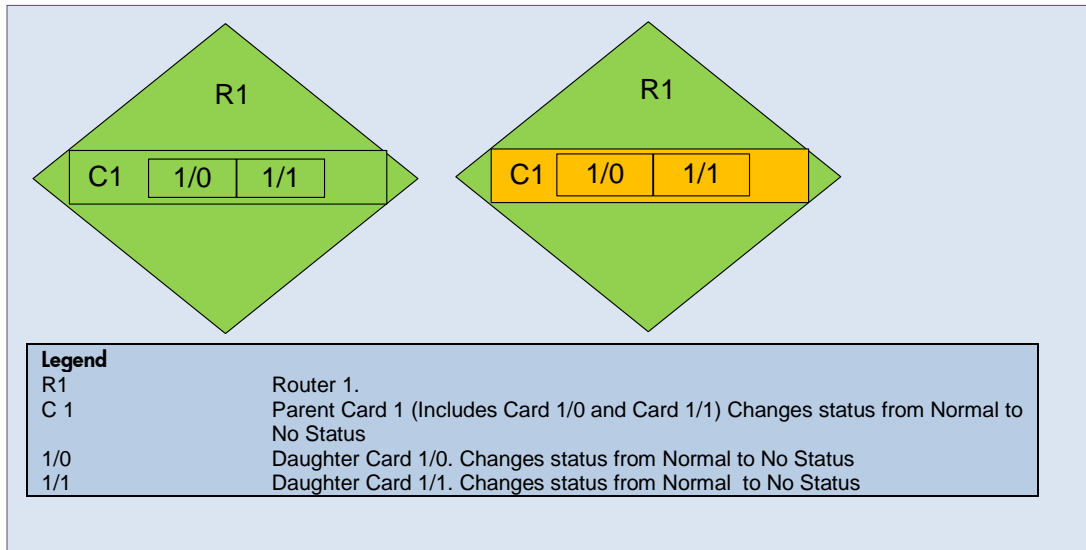 R1
C1 1/0 1/1
R1
C1 1/0 1/1
Legend
R1 Router 1.
C 1 Parent Card 1 (Includes Card 1/0 and Card 1/1) Changes status from Normal to
No Status
1/0 Daughter Card 1/0. Changes status from Normal to No Status
1/1 Daughter Card 1/1. Changes status from Normal  to No Status